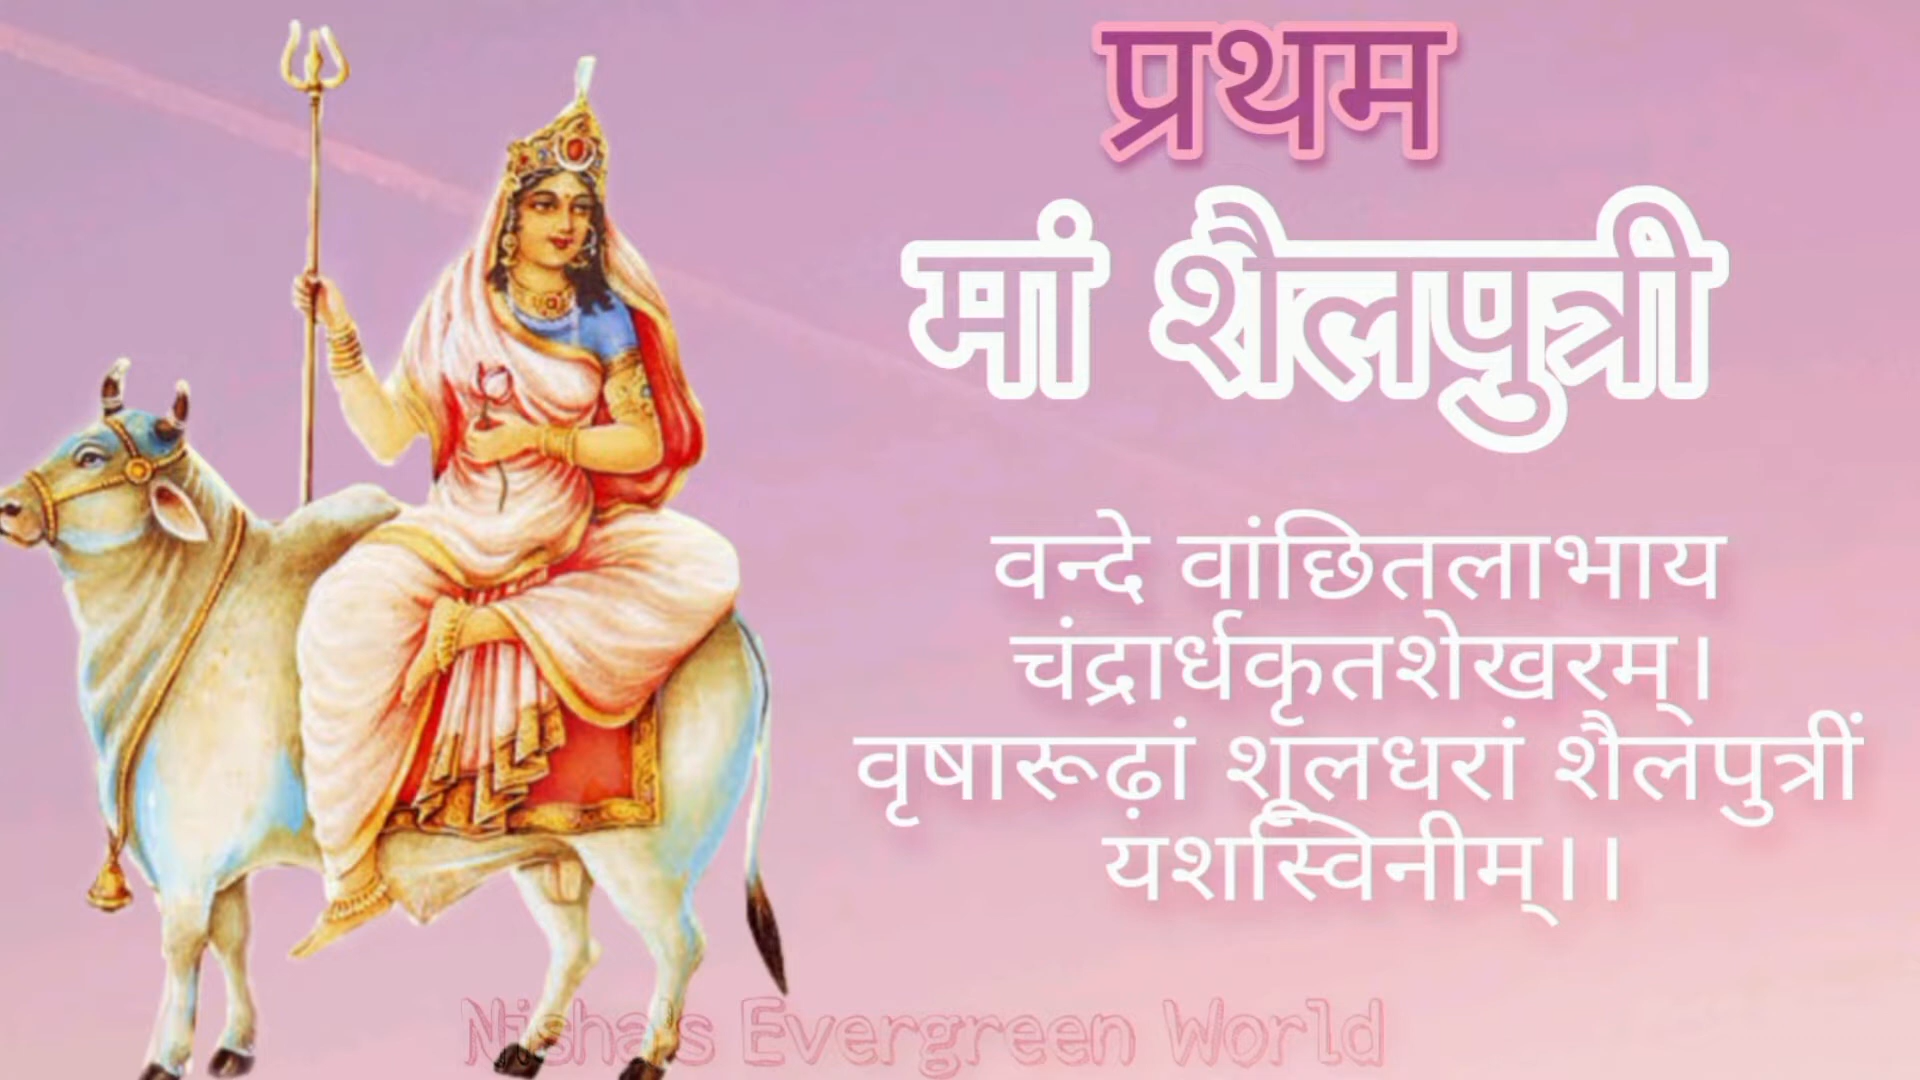 प्रथम
मां शैलपुत्री
वन्दे वांछितलाभाय
चंद्रार्धकृतशेखरम्।
वृषारूढ़ां शूलधरां शैलपुत्रीं
यशस्विनीम्।।
Nisha's Evergreen World